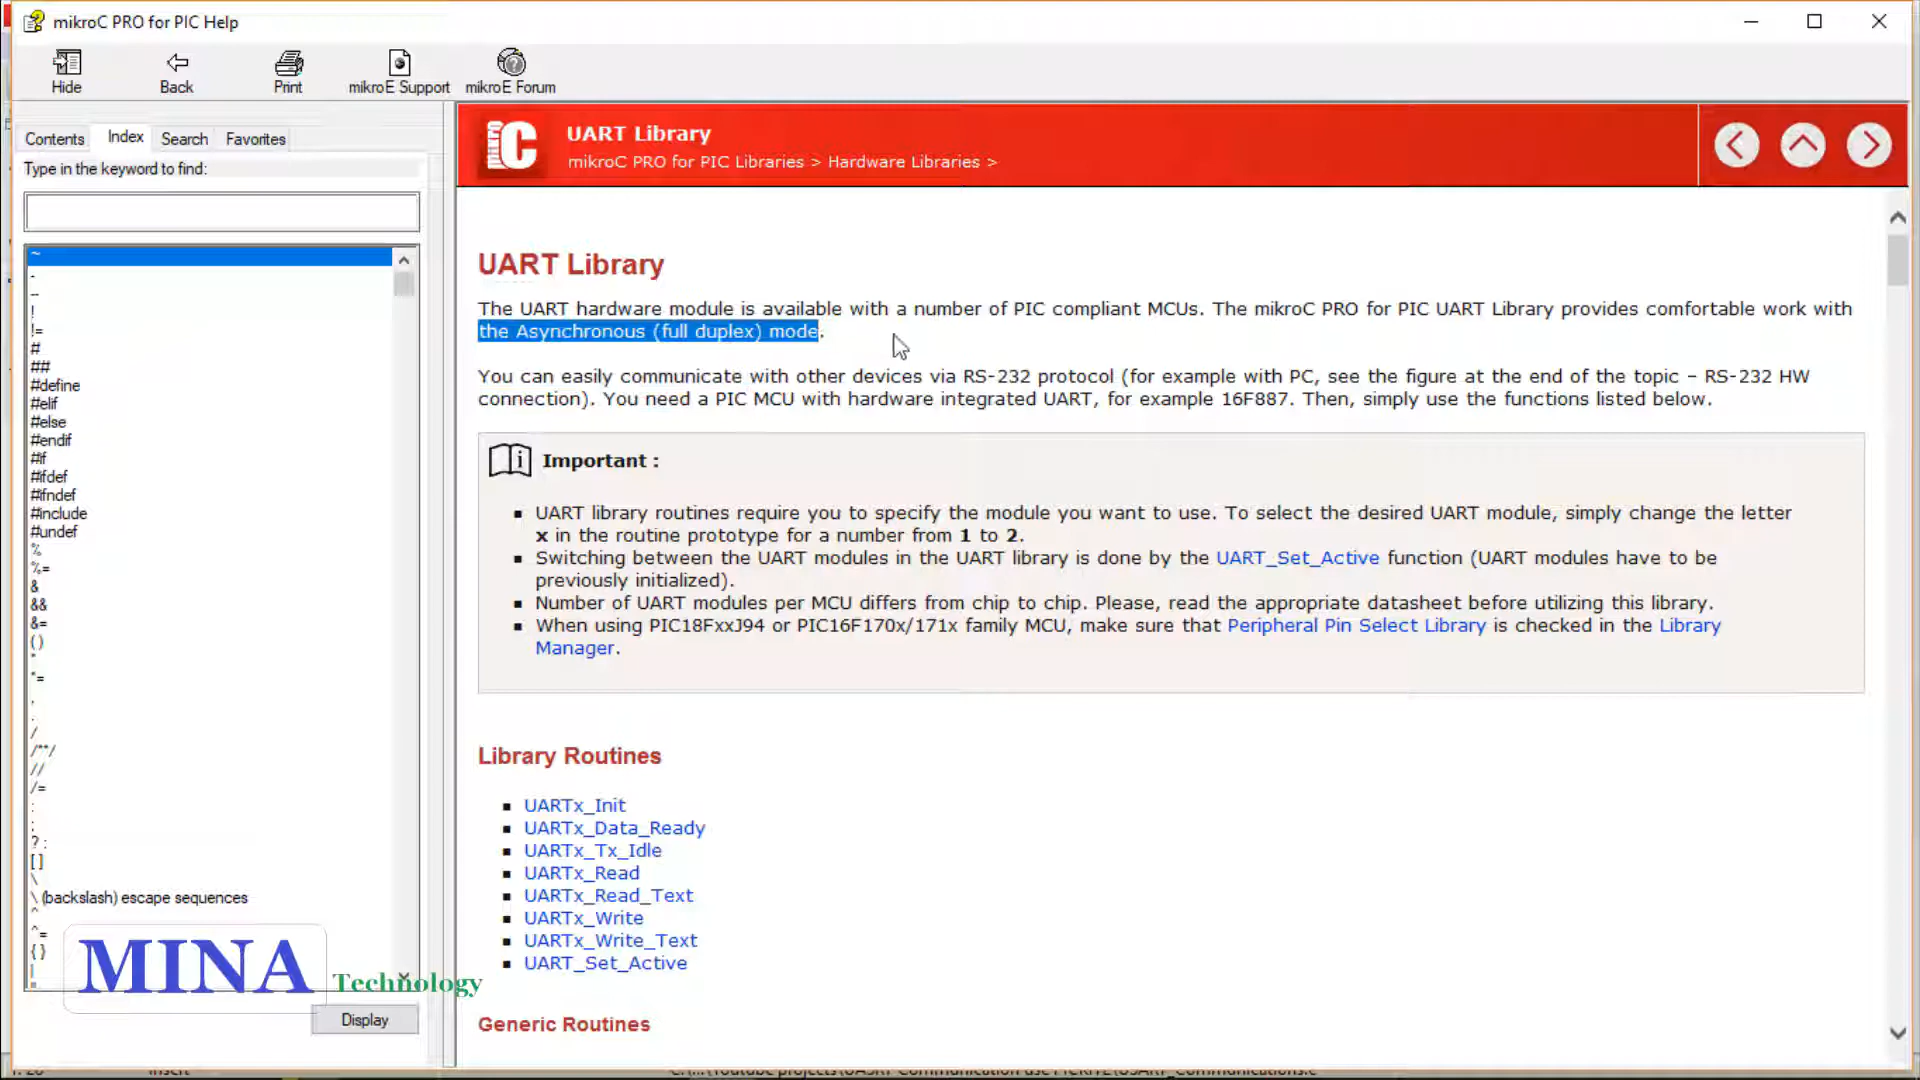 mikroC PRO for PIC Help
Hide
Back
Print
mikroE Support
mikroE Forum
Contents
Index
Search
Favorites
Type in the keyword to find:
~
-
--
!
!=
#
##
#define
#elif
#else
#endif
#if
#ifdef
#ifndef
#include
#undef
%
%=
&
&&
&=
( )
*
*=
,
.
/
/**/
//
/=
:
;
? :
[ ]
\
\ (backslash) escape sequences
^
^=
{ }
|
Display
MINA
Technology
mikro
C
UART Library
mikroC PRO for PIC Libraries > Hardware Libraries >
UART Library
The UART hardware module is available with a number of PIC compliant MCUs. The mikroC PRO for PIC UART Library provides comfortable work with
the Asynchronous (full duplex) mode.
You can easily communicate with other devices via RS-232 protocol (for example with PC, see the figure at the end of the topic – RS-232 HW
connection). You need a PIC MCU with hardware integrated UART, for example 16F887. Then, simply use the functions listed below.
Important :
UART library routines require you to specify the module you want to use. To select the desired UART module, simply change the letter
x in the routine prototype for a number from 1 to 2.
Switching between the UART modules in the UART library is done by the UART_Set_Active function (UART modules have to be
previously initialized).
Number of UART modules per MCU differs from chip to chip. Please, read the appropriate datasheet before utilizing this library.
When using PIC18FxxJ94 or PIC16F170x/171x family MCU, make sure that Peripheral Pin Select Library is checked in the Library
Manager.
Library Routines
UARTx_Init
UARTx_Data_Ready
UARTx_Tx_Idle
UARTx_Read
UARTx_Read_Text
UARTx_Write
UARTx_Write_Text
UART_Set_Active
Generic Routines